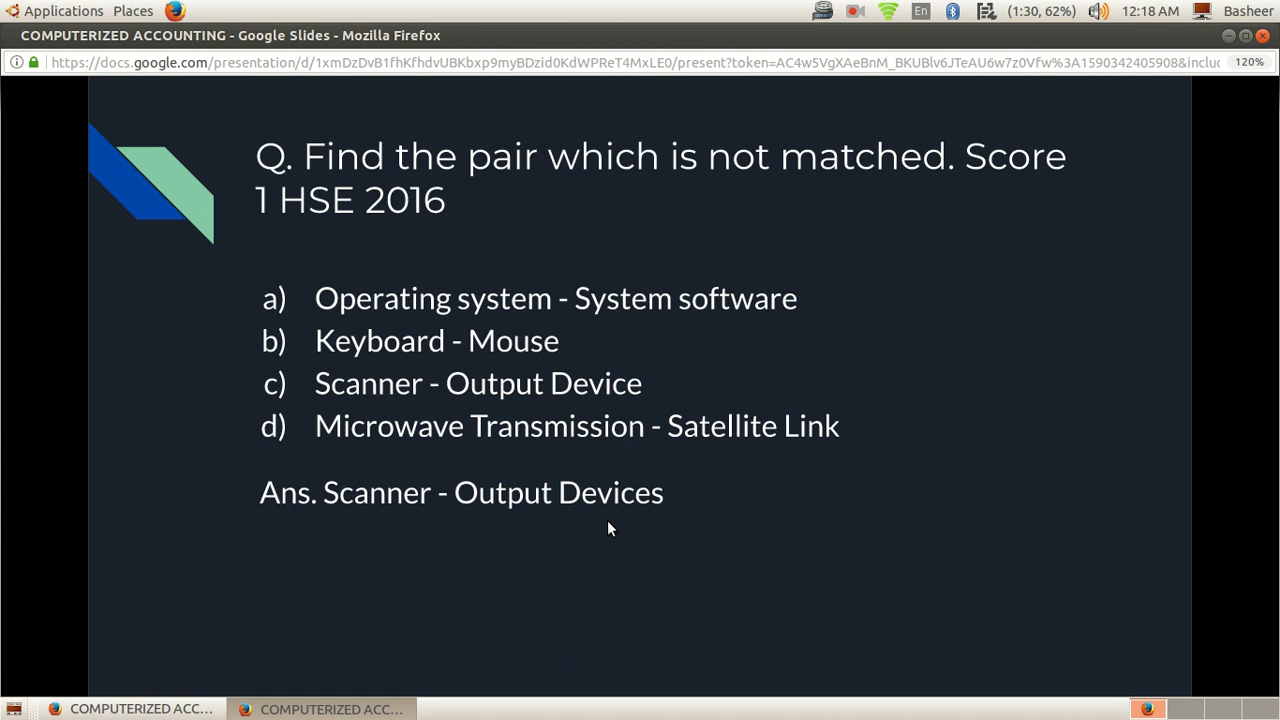 Applications Places En (1:30, 62%) 12:18 AM Basheer
COMPUTERIZED ACCOUNTING - Google Slides - Mozilla Firefox
https://docs.google.com/presentation/d/1xmDzDvB1fhKfhdvUBKbxp9myBDzid0KdWPReT4MxLE0/present?token=AC4w5VgXAeBnM_BKUBlv6JTeAU6w7z0Vfw%3A1590342405908&incluc 120%
Q. Find the pair which is not matched. Score
1 HSE 2016
a) Operating system - System software
b) Keyboard - Mouse
c) Scanner - Output Device
d) Microwave Transmission - Satellite Link
Ans. Scanner - Output Devices
COMPUTERIZED ACC... COMPUTERIZED ACC...